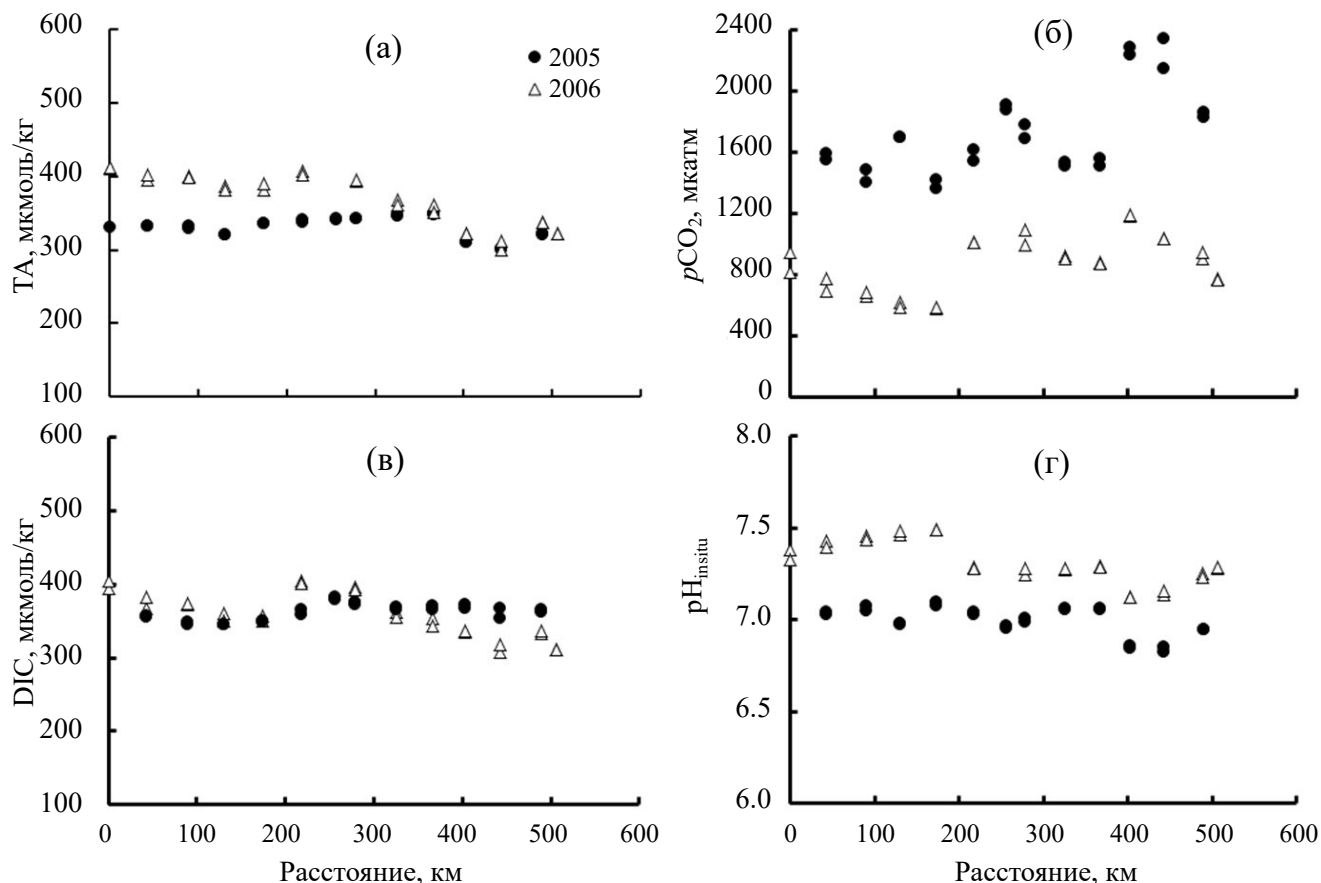 (а)
2005
2006
TA, мкмоль/кг
600
500
400
300
200
100
(б)
pCO₂, мкатм
2400
2000
1600
1200
800
400
0
(в)
DIC, мкмоль/кг
600
500
400
300
200
100
0 100 200 300 400 500 600
Расстояние, км
(г)
pHinsitu
8.0
7.5
7.0
6.5
6.0
0 100 200 300 400 500 600
Расстояние, км